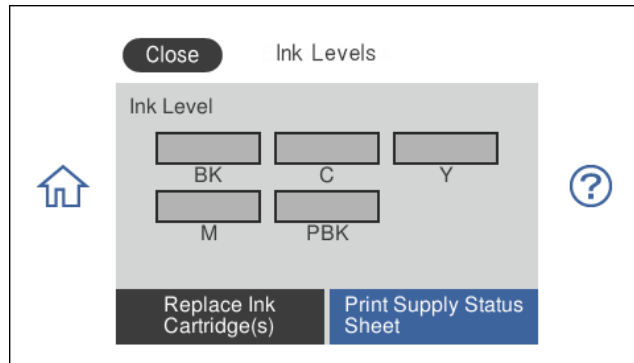 Close
Ink Levels
Ink Level
BK
C
Y
M
PBK
Replace Ink
Cartridge(s)
Print Supply Status
Sheet
?